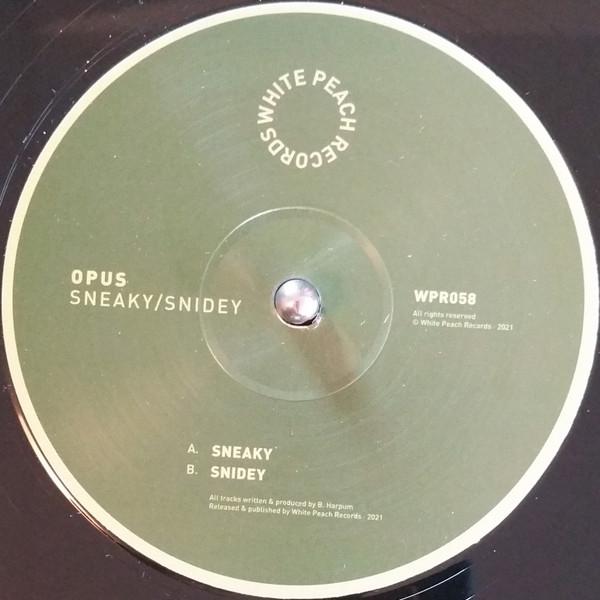 WHITE PEACH RECORDS
OPUS
SNEAKY/SNIDEY
WPR058
All rights reserved
© White Peach Records · 2021
A. SNEAKY
B. SNIDEY
All tracks written & produced by B. Harpum
Released & published by White Peach Records · 2021